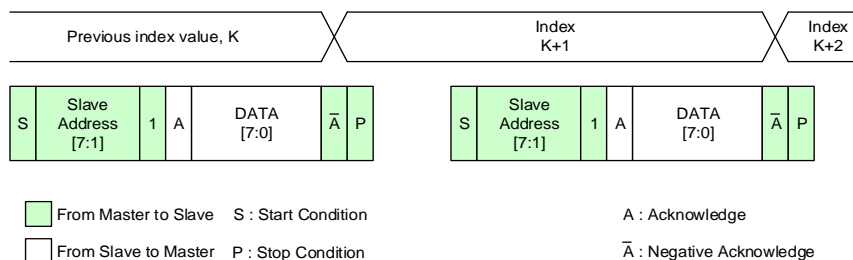 Previous index value, K
Index
K+1
Index
K+2
S
Slave
Address
[7:1]
1
A
DATA
[7:0]
A̅
P
S
Slave
Address
[7:1]
1
A
DATA
[7:0]
A̅
P
From Master to Slave
S : Start Condition
A : Acknowledge
From Slave to Master
P : Stop Condition
A̅ : Negative Acknowledge